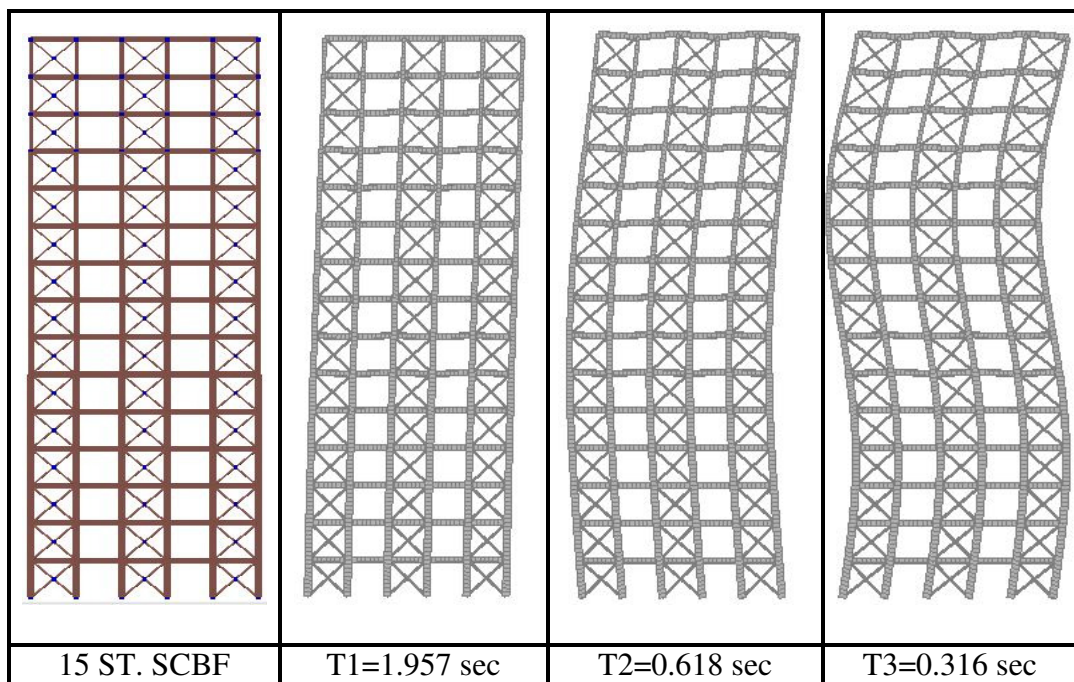 15 ST. SCBF
T1=1.957 sec
T2=0.618 sec
T3=0.316 sec